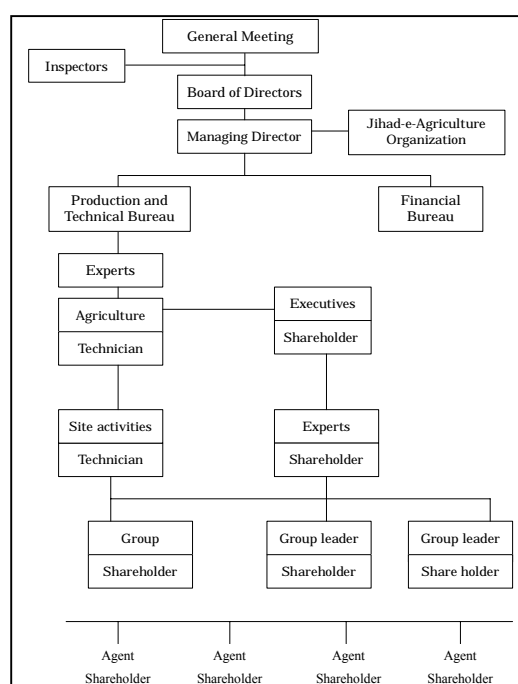 General Meeting
Inspectors
Board of Directors
Managing Director
Jihad-e-Agriculture
Organization
Production and
Technical Bureau
Financial
Bureau
Experts
Agriculture
Technician
Executives
Shareholder
Site activities
Technician
Experts
Shareholder
Group
Shareholder
Group leader
Shareholder
Group leader
Share holder
Agent
Shareholder
Agent
Shareholder
Agent
Shareholder
Agent
Shareholder